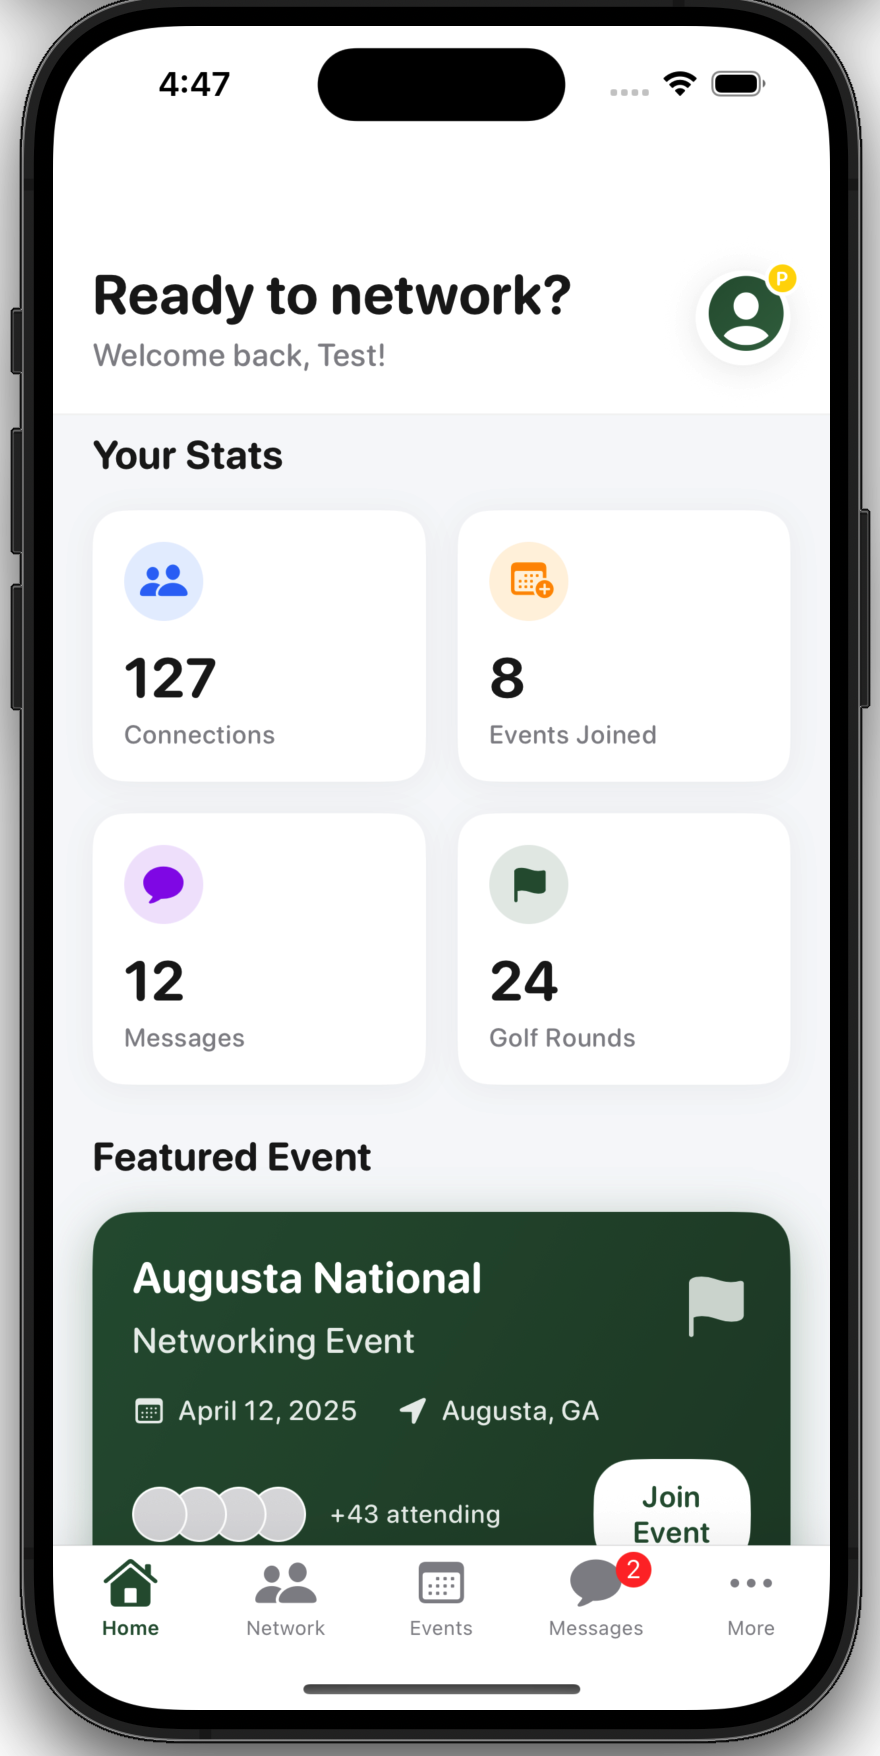 4:47
Ready to network?
P
Welcome back, Test!
Your Stats
127
Connections
8
Events Joined
12
Messages
24
Golf Rounds
Featured Event
Augusta National
Networking Event
April 12, 2025
Augusta, GA
+43 attending
Join
Event
Home
Network
Events
2
Messages
More